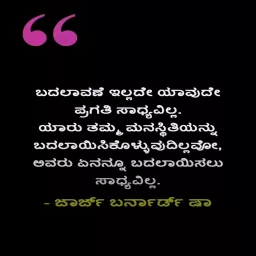 ❝
ಬದಲಾವಣೆ ಇಲ್ಲದೇ ಯಾವುದೇ
ಪ್ರಗತಿ ಸಾಧ್ಯವಿಲ್ಲ.
ಯಾರು ತಮ್ಮ ಮನಸ್ಥಿತಿಯನ್ನು
ಬದಲಾಯಿಸಿಕೊಳ್ಳುವುದಿಲ್ಲವೋ,
ಅವರು ಏನನ್ನೂ ಬದಲಾಯಿಸಲು
ಸಾಧ್ಯವಿಲ್ಲ.
- ಜಾರ್ಜ್ ಬರ್ನಾರ್ಡ್ ಷಾ